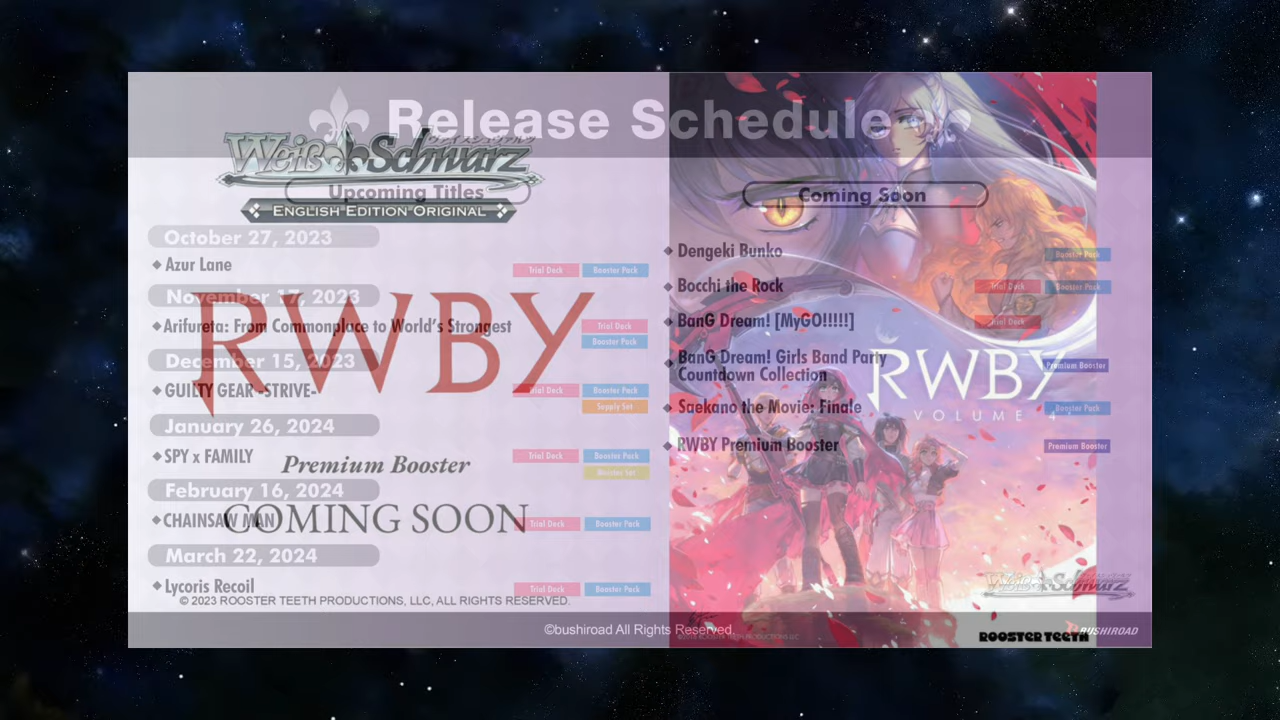 Release Schedule
Weiß Schwarz
ENGLISH EDITION ORIGINAL
Upcoming Titles
October 27, 2023
Azur Lane
Trial Deck
Booster Pack
November 17, 2023
Arifureta: From Commonplace to World's Strongest
Trial Deck
Booster Pack
December 15, 2023
GUILTY GEAR -STRIVE-
Trial Deck
Booster Pack
Supply Set
January 26, 2024
SPY x FAMILY
Trial Deck
Booster Pack
February 16, 2024
CHAINSAW MAN
Trial Deck
Booster Pack
March 22, 2024
Lycoris Recoil
Trial Deck
Booster Pack
RWBY
Premium Booster
COMING SOON
© 2023 ROOSTER TEETH PRODUCTIONS, LLC, ALL RIGHTS RESERVED.
Coming Soon
Dengeki Bunko
Booster Pack
Bocchi the Rock
Trial Deck
Booster Pack
BanG Dream! [MyGO!!!!!]
Trial Deck
BanG Dream! Girls Band Party
Countdown Collection
Premium Booster
Saekano the Movie: Finale
Booster Pack
RWBY Premium Booster
Premium Booster
RWBY
VOLUME 4
Weiß Schwarz
©bushiroad All Rights Reserved.
ROOSTER TEETH
BUSHIROAD